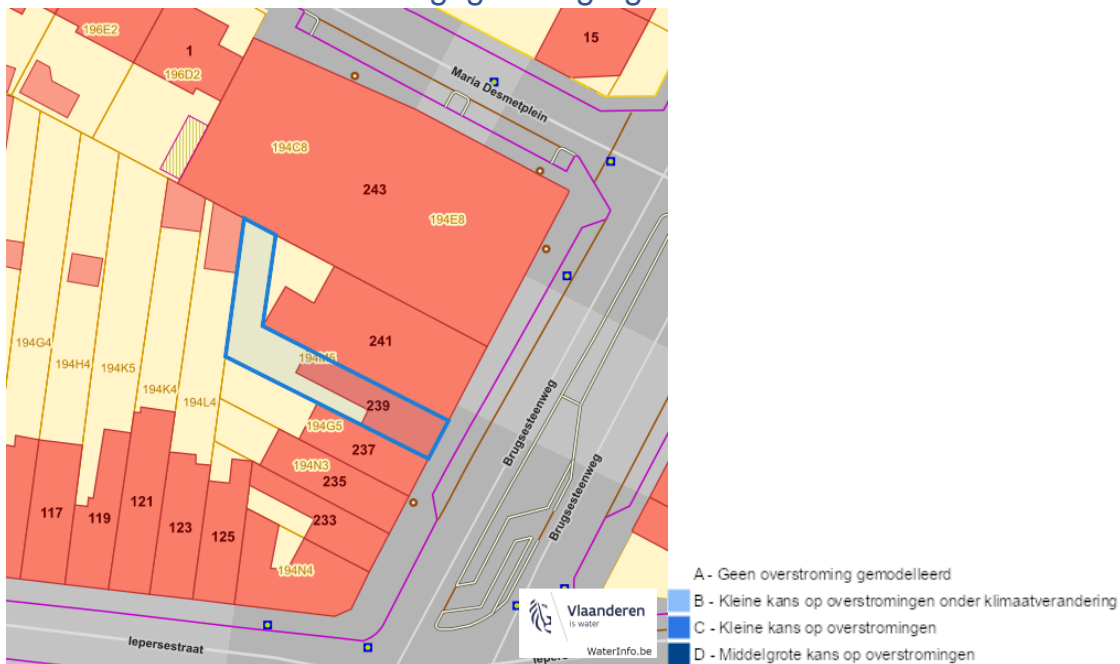 196E2
1
196D2
15
Maria Desmetplein
194C8
243
194E8
241
194G4
194H4
194K5
194K4
194L4
194M5
239
194G5
237
194N3
235
233
194N4
117
119
121
123
125
Brugsesteenweg
Brugsesteenweg
Iepersestraat
Vlaanderen
is water
WaterInfo.be
A - Geen overstroming gemodelleerd
B - Kleine kans op overstromingen onder klimaatverandering
C - Kleine kans op overstromingen
D - Middelgrote kans op overstromingen